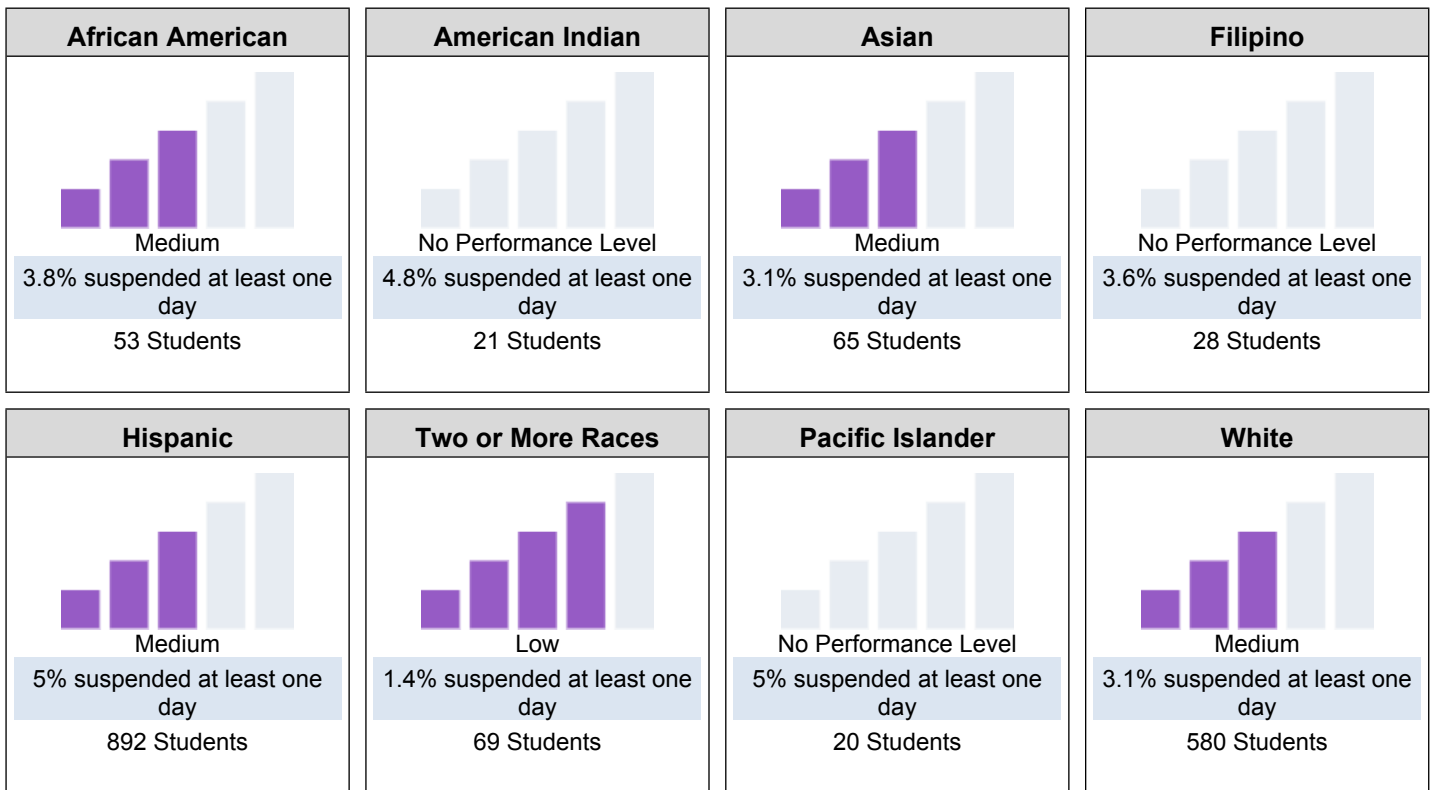 African American
Medium
3.8% suspended at least one
day
53 Students
American Indian
No Performance Level
4.8% suspended at least one
day
21 Students
Asian
Medium
3.1% suspended at least one
day
65 Students
Filipino
No Performance Level
3.6% suspended at least one
day
28 Students
Hispanic
Medium
5% suspended at least one
day
892 Students
Two or More Races
Low
1.4% suspended at least one
day
69 Students
Pacific Islander
No Performance Level
5% suspended at least one
day
20 Students
White
Medium
3.1% suspended at least one
day
580 Students